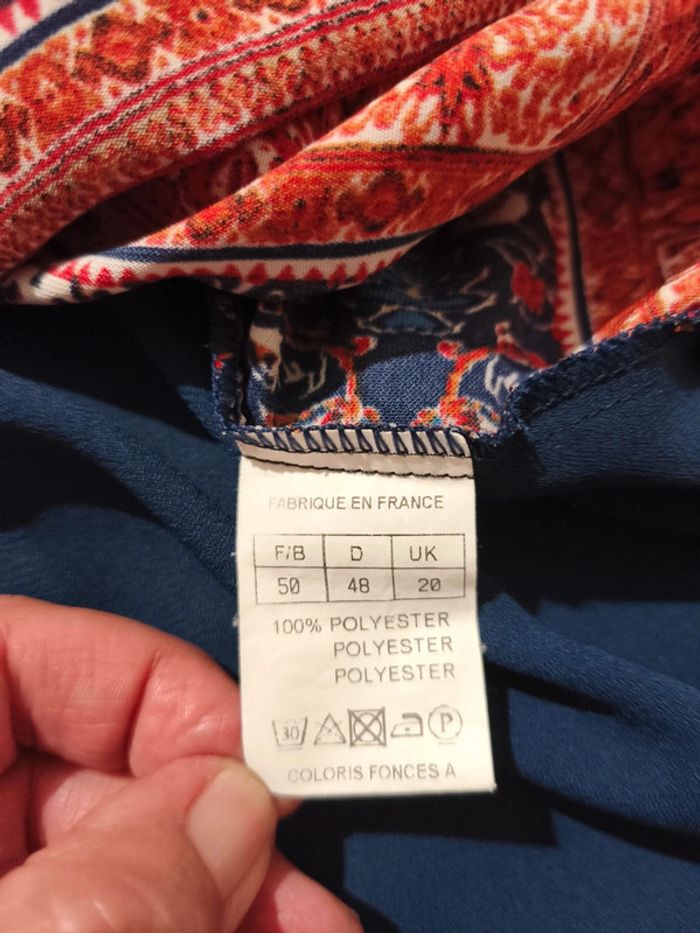 FABRIQUE EN FRANCE
F/B D UK
50 48 20
100% POLYESTER
POLYESTER
POLYESTER
30 P
COLORIS FONCES A